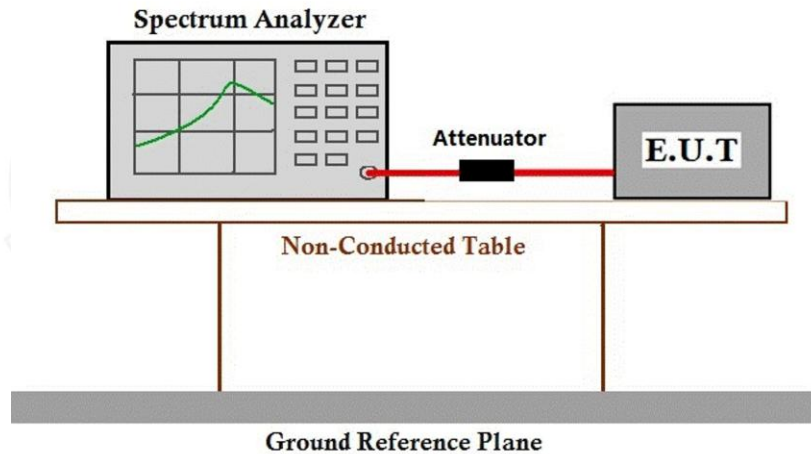 Spectrum Analyzer
Attenuator
E.U.T
Non-Conducted Table
Ground Reference Plane